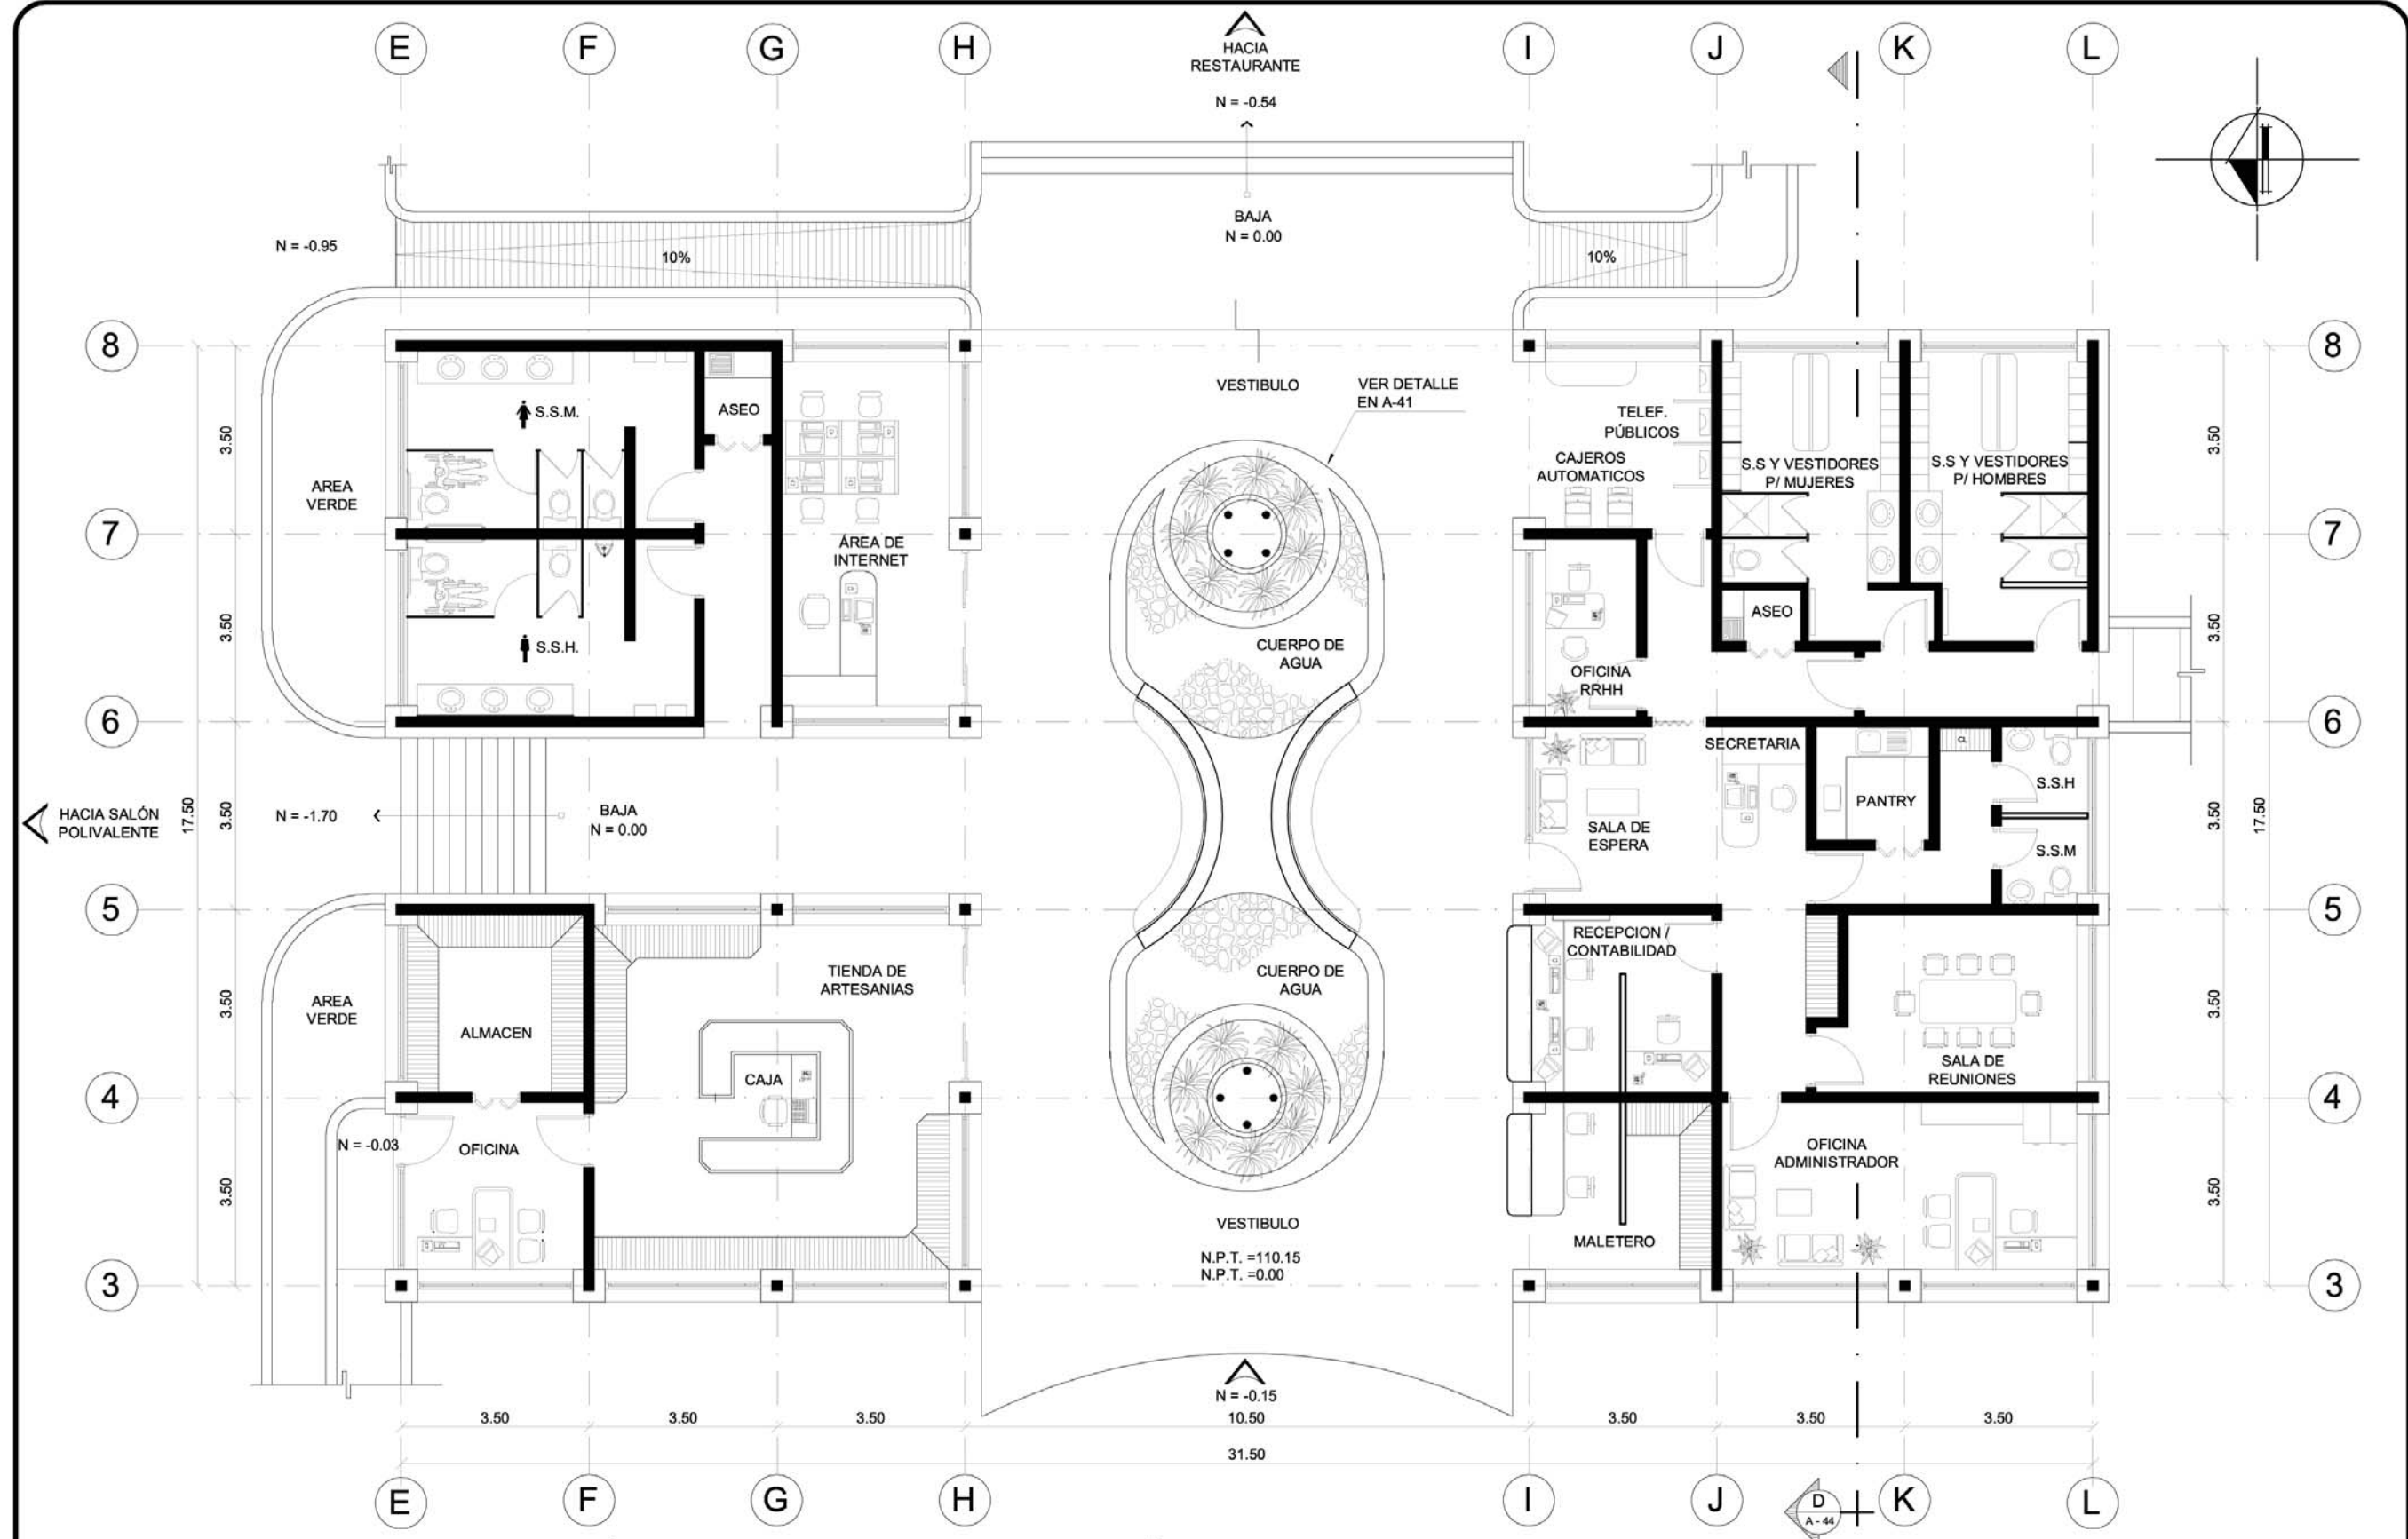 E F G H I J K L
HACIA
RESTAURANTE
N = -0.54
BAJA
N = 0.00
N = -0.95
10%
10%
8
8
VESTIBULO
VER DETALLE
EN A-41
ASEO
S.S.M.
TELEF.
PÚBLICOS
CAJEROS
AUTOMATICOS
S.S Y VESTIDORES
P/ MUJERES
S.S Y VESTIDORES
P/ HOMBRES
3.50
3.50
AREA
VERDE
7
7
ÁREA DE
INTERNET
ASEO
3.50
3.50
S.S.H.
CUERPO DE
AGUA
OFICINA
RRHH
6
6
SECRETARIA
CL
S.S.H
PANTRY
HACIA SALÓN
POLIVALENTE
17.50
3.50
N = -1.70
BAJA
N = 0.00
SALA DE
ESPERA
S.S.M
3.50
17.50
5
5
RECEPCION /
CONTABILIDAD
TIENDA DE
ARTESANIAS
CUERPO DE
AGUA
AREA
VERDE
3.50
3.50
ALMACEN
CAJA
SALA DE
REUNIONES
4
4
N = -0.03
OFICINA
OFICINA
ADMINISTRADOR
3.50
3.50
VESTIBULO
MALETERO
N.P.T. =110.15
N.P.T. =0.00
3
3
N = -0.15
3.50 3.50 3.50 10.50 3.50 3.50 3.50
31.50
E F G H I J K L
D
A - 44